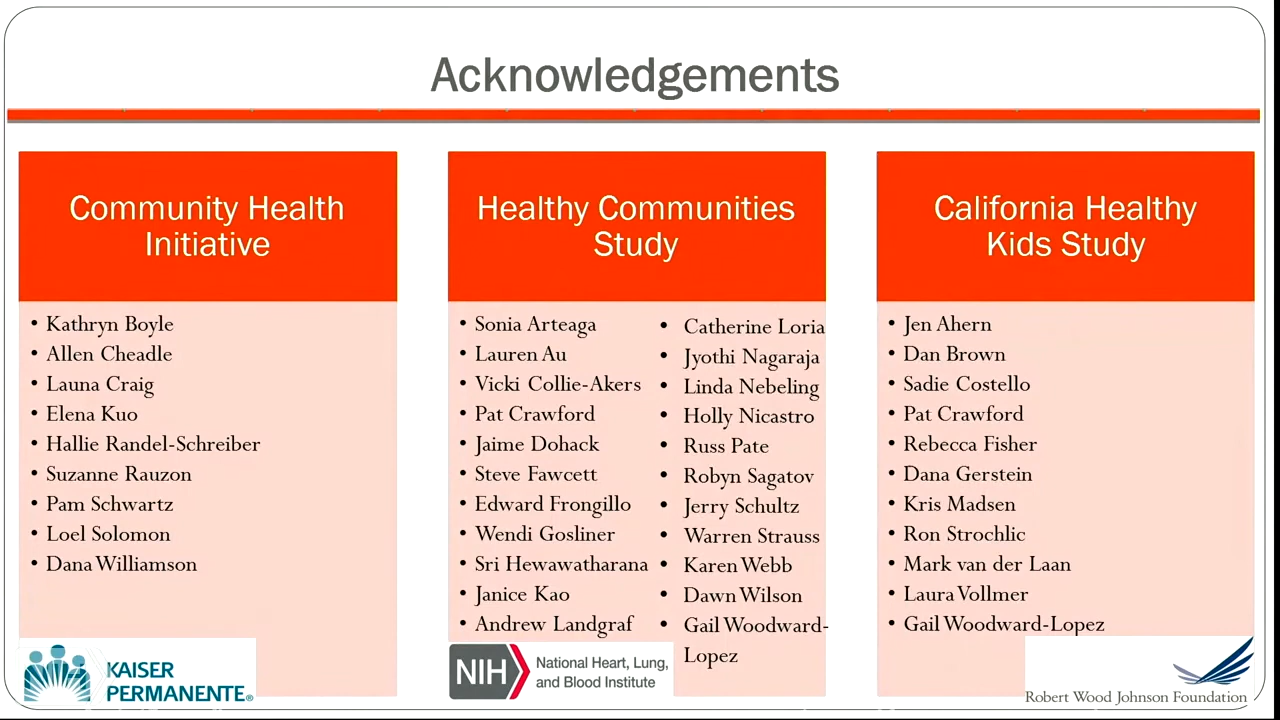 Acknowledgements
Community Health
Initiative
• Kathryn Boyle
• Allen Cheadle
• Launa Craig
• Elena Kuo
• Hallie Randel-Schreiber
• Suzanne Rauzon
• Pam Schwartz
• Loel Solomon
• Dana Williamson
KAISER
PERMANENTE®
Healthy Communities
Study
• Sonia Arteaga
• Lauren Au
• Vicki Collie-Akers
• Pat Crawford
• Jaime Dohack
• Steve Fawcett
• Edward Frongillo
• Wendi Gosliner
• Sri Hewawatharana
• Janice Kao
• Andrew Landgraf
• Catherine Loria
• Jyothi Nagaraja
• Linda Nebeling
• Holly Nicastro
• Russ Pate
• Robyn Sagatov
• Jerry Schultz
• Warren Strauss
• Karen Webb
• Dawn Wilson
• Gail Woodward-
Lopez
NIH
National Heart, Lung,
and Blood Institute
California Healthy
Kids Study
• Jen Ahern
• Dan Brown
• Sadie Costello
• Pat Crawford
• Rebecca Fisher
• Dana Gerstein
• Kris Madsen
• Ron Strochlic
• Mark van der Laan
• Laura Vollmer
• Gail Woodward-Lopez
Robert Wood Johnson Foundation